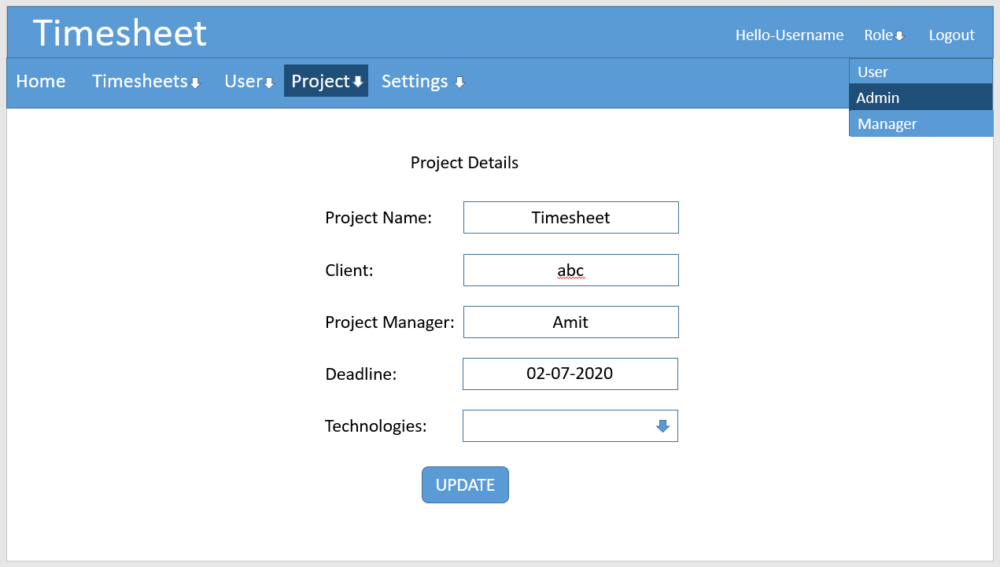 Timesheet
Hello-Username Role Logout
Home Timesheets User Project Settings
User
Admin
Manager
Project Details
Project Name: Timesheet
Client: abc
Project Manager: Amit
Deadline: 02-07-2020
Technologies:
UPDATE